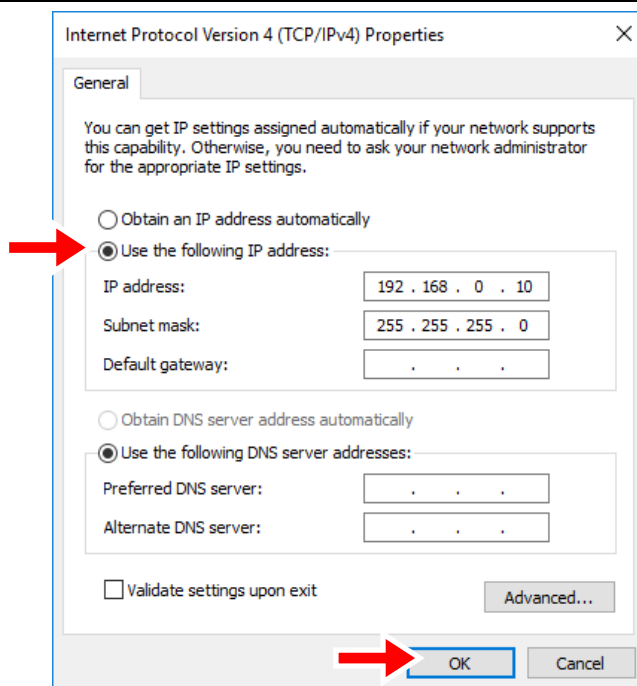 Internet Protocol Version 4 (TCP/IPv4) Properties
General
You can get IP settings assigned automatically if your network supports
this capability. Otherwise, you need to ask your network administrator
for the appropriate IP settings.
Obtain an IP address automatically
Use the following IP address:
IP address: 192 . 168 . 0 . 10
Subnet mask: 255 . 255 . 255 . 0
Default gateway: . . .
Obtain DNS server address automatically
Use the following DNS server addresses:
Preferred DNS server: . . .
Alternate DNS server: . . .
Validate settings upon exit
Advanced...
OK Cancel